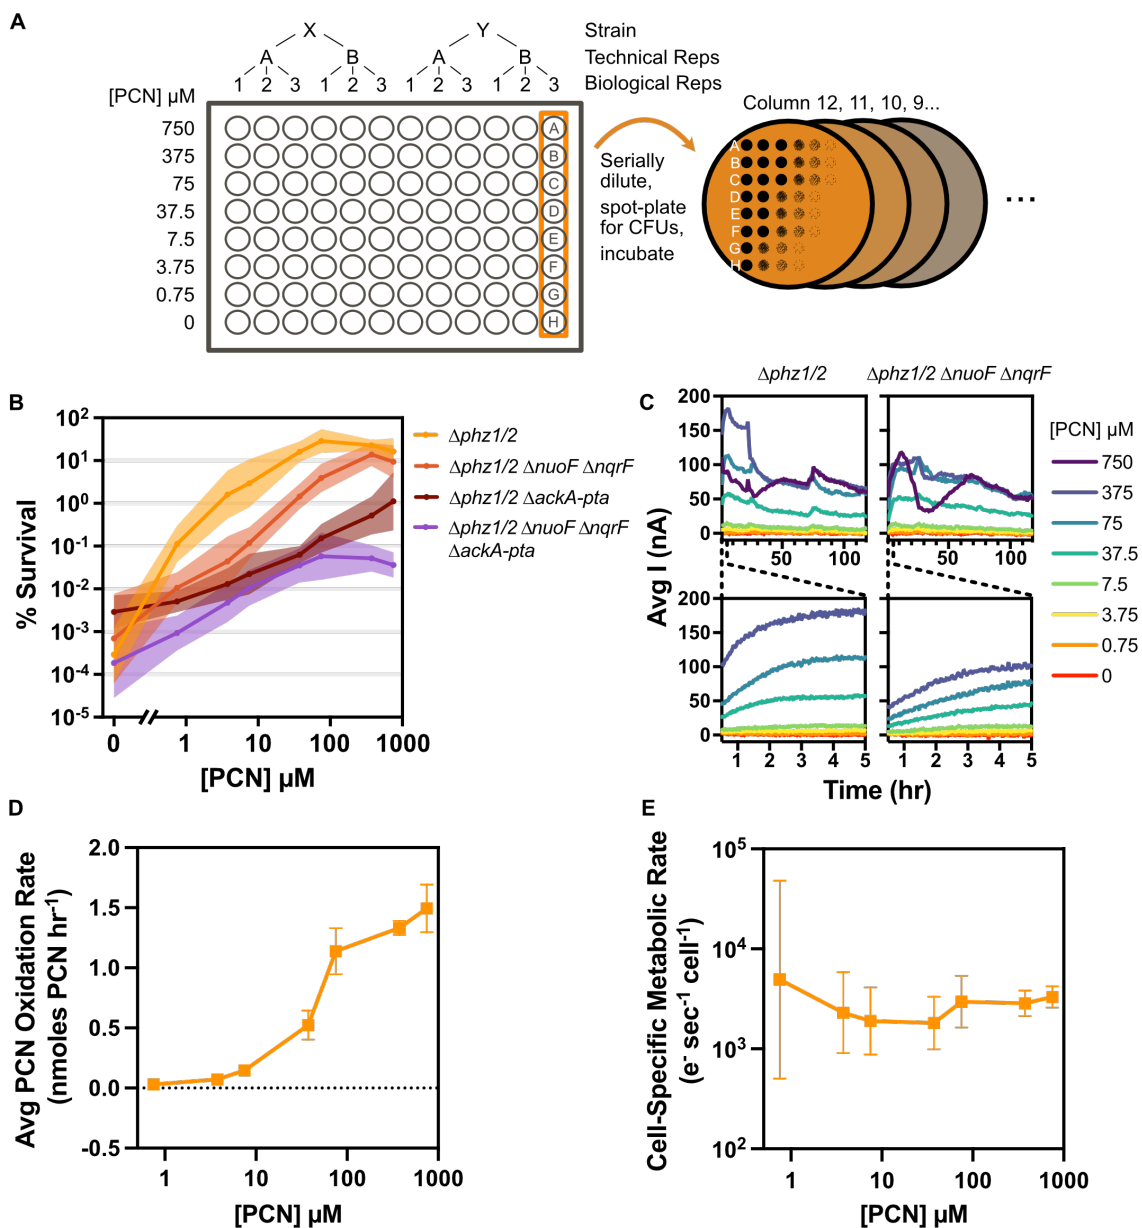 A
X Y Strain
A B A B Technical Reps
1 2 3 1 2 3 1 2 3 1 2 3 Biological Reps
[PCN] µM
750
375
75
37.5
7.5
3.75
0.75
0
A
B
C
D
E
F
G
H
Serially
dilute,
spot-plate
for CFUs,
incubate
Column 12, 11, 10, 9...
A
B
C
D
E
F
G
H
...
B
% Survival
10²
10¹
10⁰
10⁻¹
10⁻²
10⁻³
10⁻⁴
10⁻⁵
0 1 10 100 1000
[PCN] µM
Δphz1/2
Δphz1/2 ΔnuoF ΔnqrF
Δphz1/2 ΔackA-pta
Δphz1/2 ΔnuoF ΔnqrF
ΔackA-pta
C
Δphz1/2 Δphz1/2 ΔnuoF ΔnqrF
Avg I (nA)
200
150
100
50
0
50 100 50 100
200
150
100
50
0
1 2 3 4 5 1 2 3 4 5
Time (hr)
[PCN] µM
750
375
75
37.5
7.5
3.75
0.75
0
D
Avg PCN Oxidation Rate
(nmoles PCN hr⁻¹)
2.0
1.5
1.0
0.5
0.0
-0.5
1 10 100 1000
[PCN] µM
E
Cell-Specific Metabolic Rate
(e⁻ sec⁻¹ cell⁻¹)
10⁵
10⁴
10³
10²
1 10 100 1000
[PCN] µM